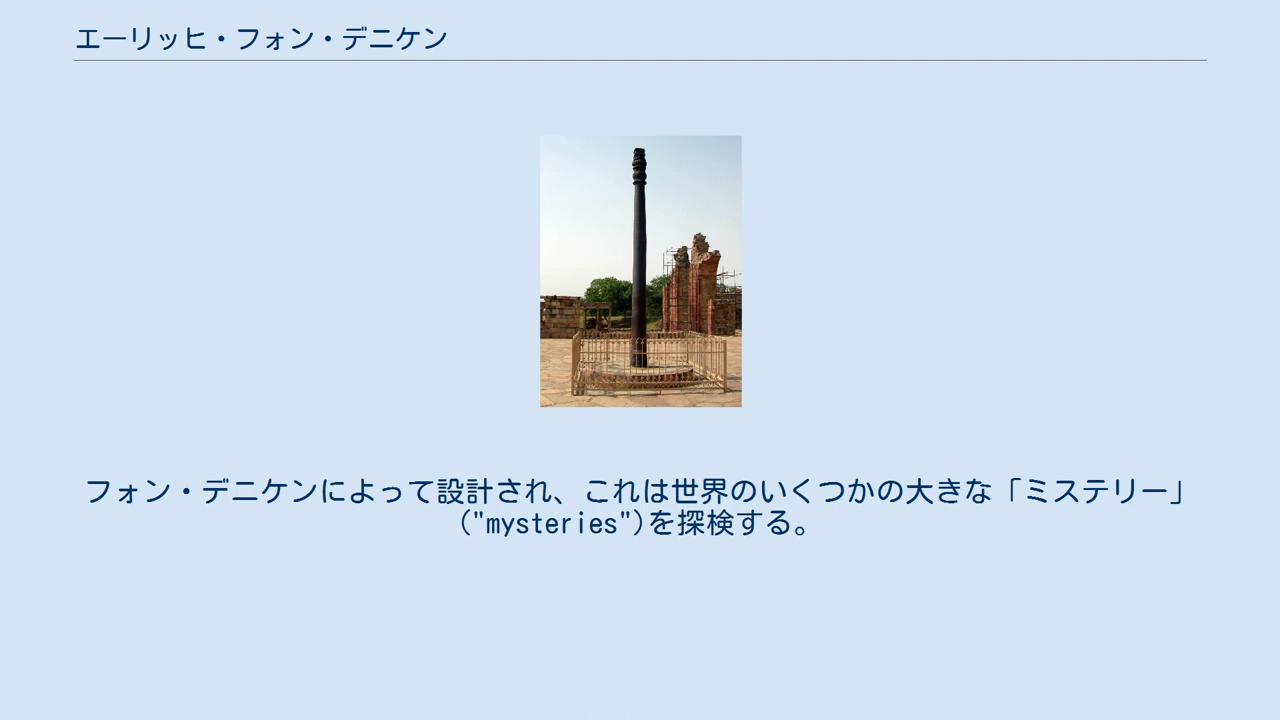 エーリッヒ・フォン・デニケン
フォン・デニケンによって設計され、これは世界のいくつかの大きな「ミステリー」
("mysteries")を探検する。